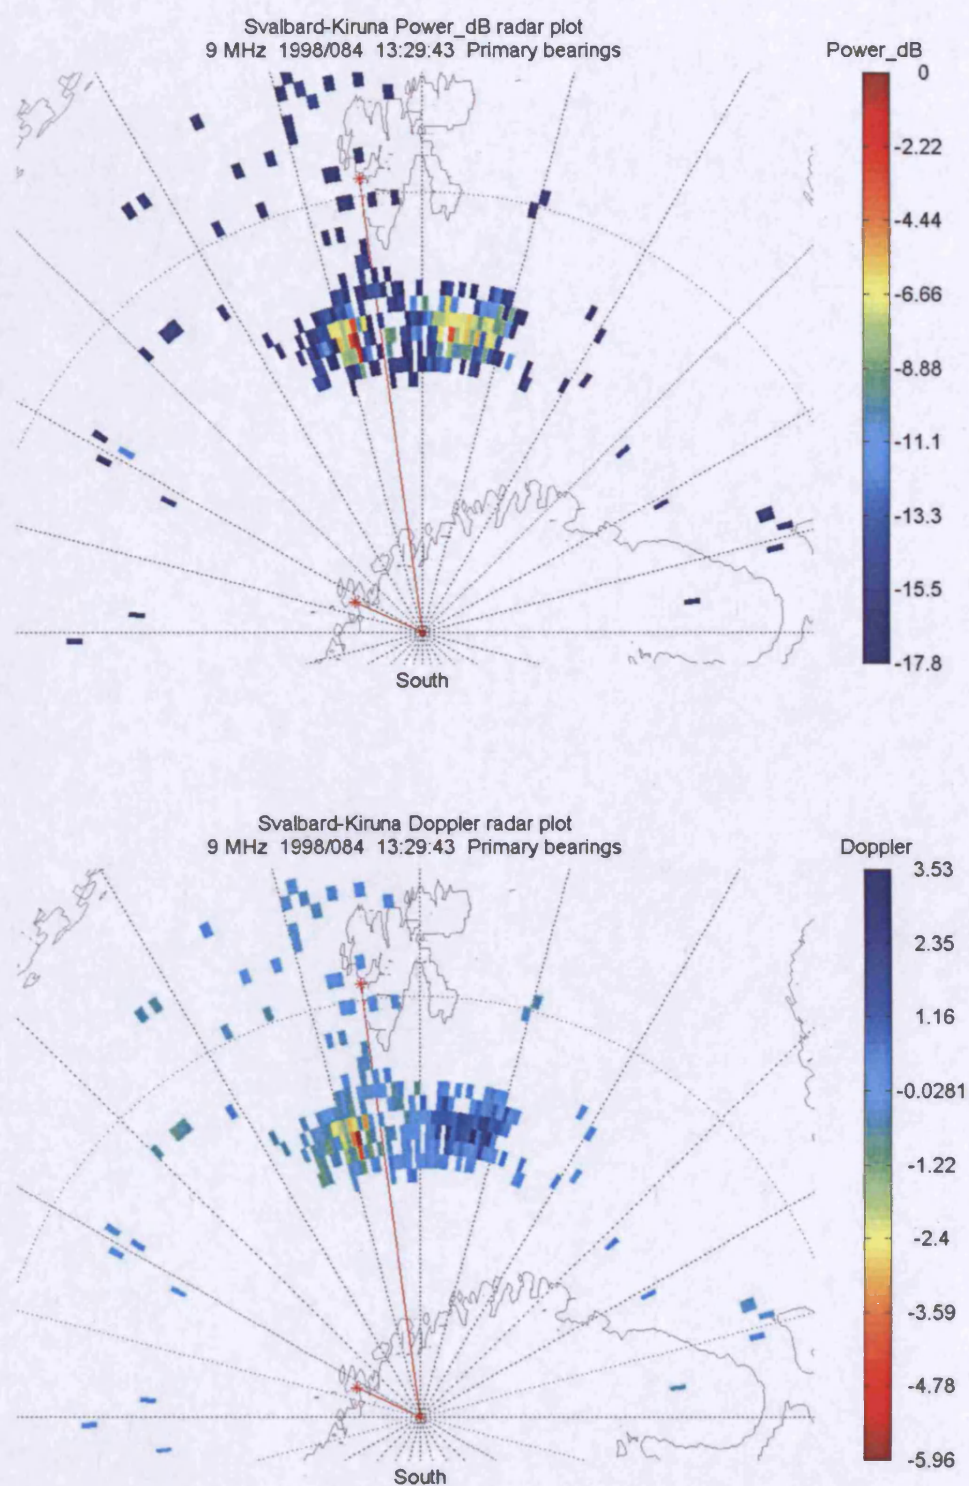 Svalbard-Kiruna Power_dB radar plot
9 MHz 1998/084 13:29:43 Primary bearings
Power_dB
0
-2.22
-4.44
-6.66
-8.88
-11.1
-13.3
-15.5
-17.8
South
Svalbard-Kiruna Doppler radar plot
9 MHz 1998/084 13:29:43 Primary bearings
Doppler
3.53
2.35
1.16
-0.0281
-1.22
-2.4
-3.59
-4.78
-5.96
South